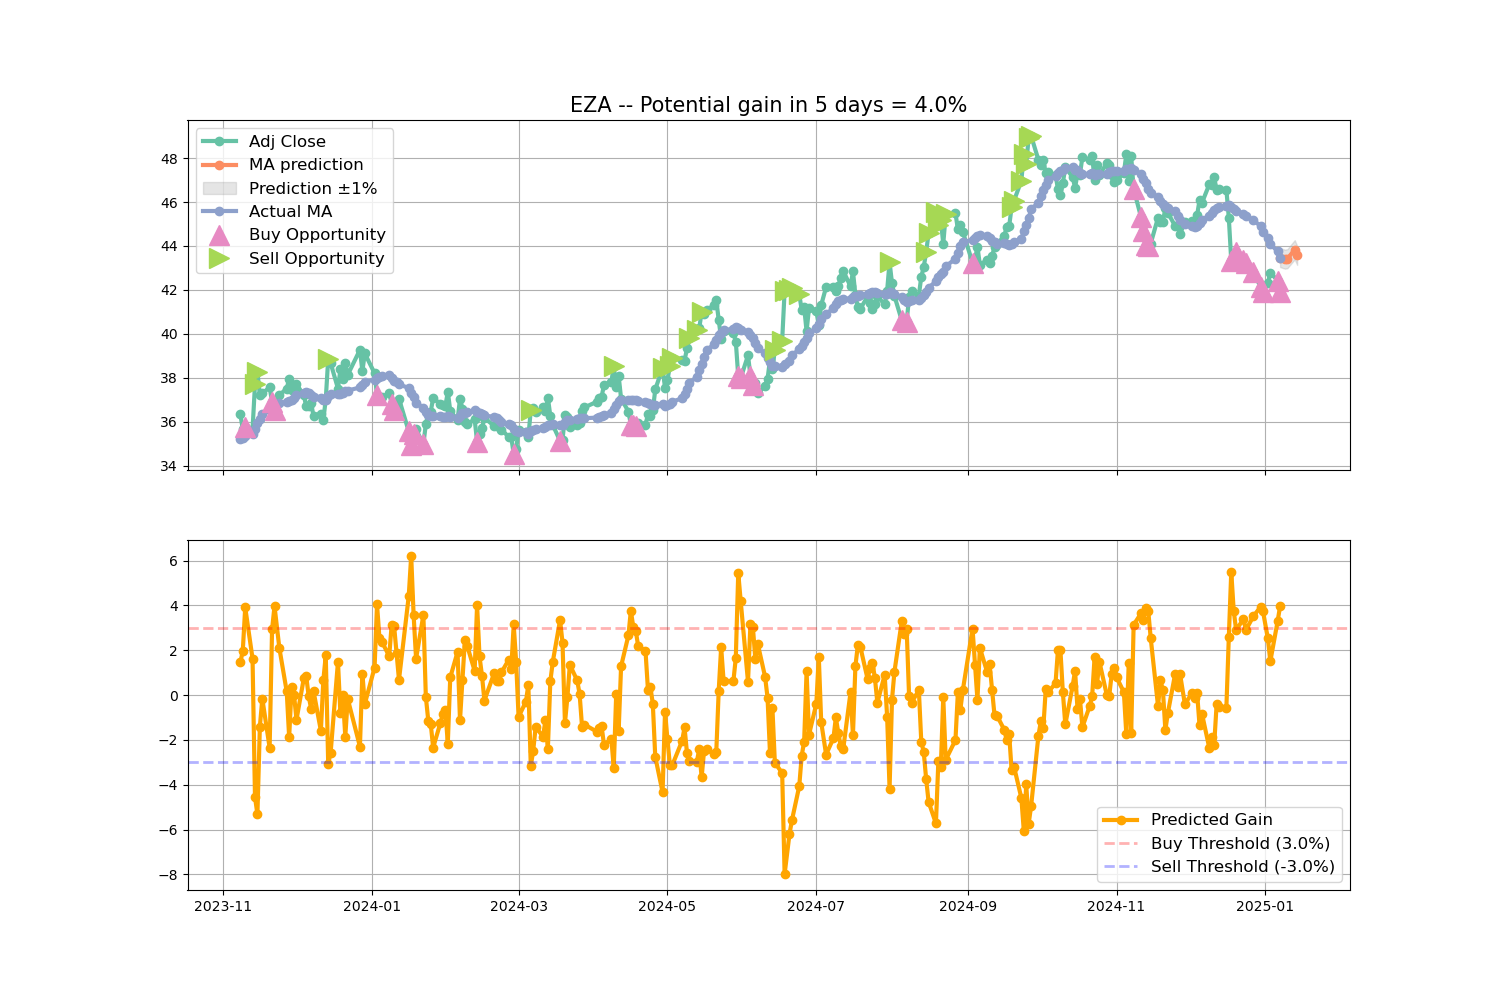 EZA -- Potential gain in 5 days = 4.0%
48
46
44
42
40
38
36
34
Adj Close
MA prediction
Prediction ±1%
Actual MA
Buy Opportunity
Sell Opportunity
6
4
2
0
−2
−4
−6
−8
Predicted Gain
Buy Threshold (3.0%)
Sell Threshold (-3.0%)
2023-11
2024-01
2024-03
2024-05
2024-07
2024-09
2024-11
2025-01